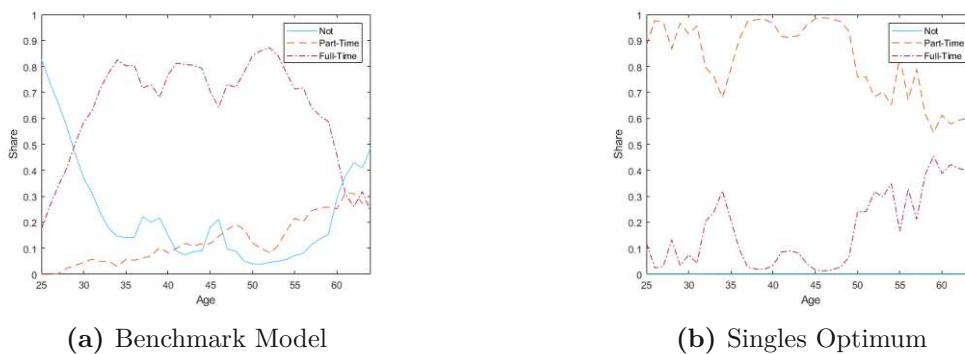 1
0.9
0.8
0.7
0.6
0.5
0.4
0.3
0.2
0.1
0
Share
25 30 35 40 45 50 55 60
Age
Not
Part-Time
Full-Time
(a) Benchmark Model
1
0.9
0.8
0.7
0.6
0.5
0.4
0.3
0.2
0.1
0
Share
25 30 35 40 45 50 55 60
Age
Not
Part-Time
Full-Time
(b) Singles Optimum